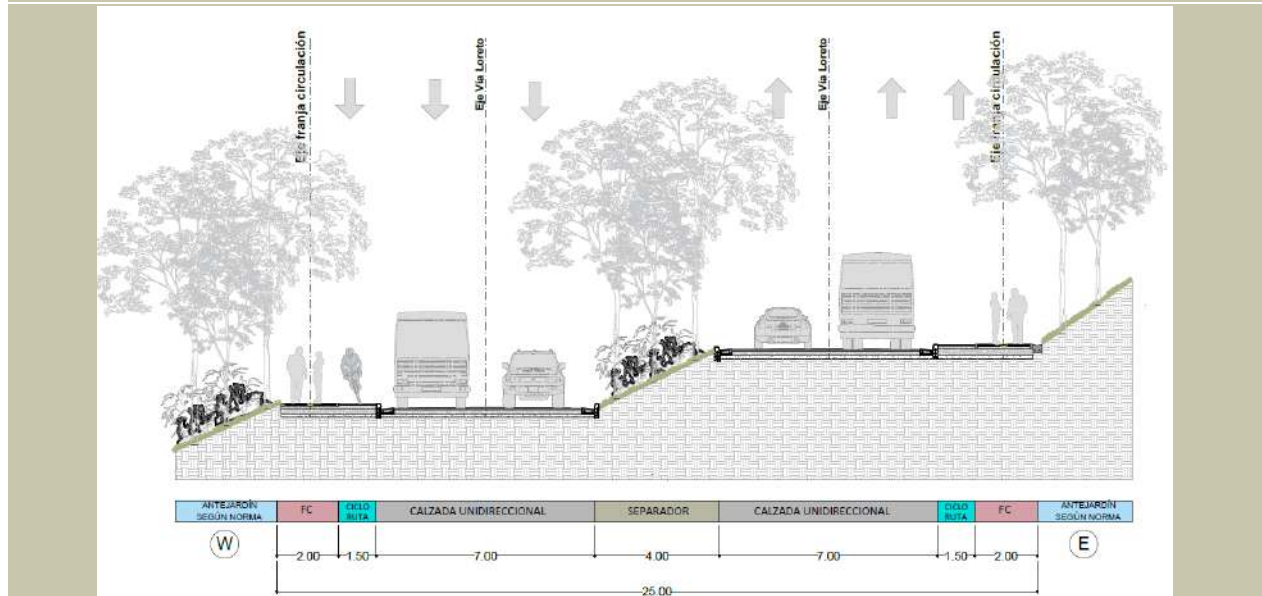 Eje franja circulación
Eje Vía Loreto
Eje Vía Loreto
Eje franja circulación
ANTEJARDÍN
SEGÚN NORMA
FC
CICLO
RUTA
CALZADA UNIDIRECCIONAL
SEPARADOR
CALZADA UNIDIRECCIONAL
CICLO
RUTA
FC
ANTEJARDÍN
SEGÚN NORMA
W
E
2.00
1.50
7.00
4.00
7.00
1.50
2.00
25.00